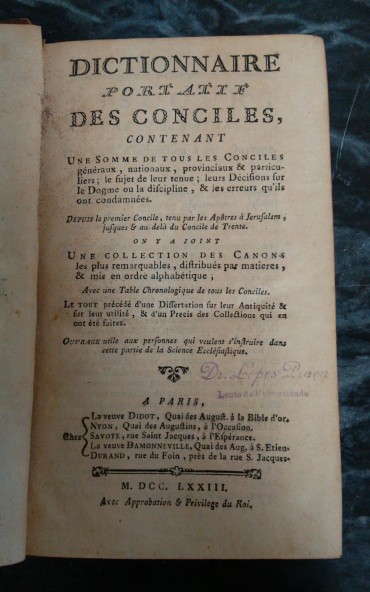 DICTIONNAIRE
PORTATIF
DES CONCILES,
CONTENANT
UNE SOMME DE TOUS LES CONCILES
généraux, nationaux, provinciaux & particu-
liers; le sujet de leur tenue; leurs Décisions sur
le Dogme ou la discipline, & les erreurs qu'ils
ont condamnées.
DEPUIS le premier Concile, tenu par les Apôtres à Jerusalem,
jusques & au-delà du Concile de Trente.
ON Y A JOINT
UNE COLLECTION DES CANONS
les plus remarquables, distribués par matieres,
& mis en ordre alphabétique;
Avec une Table Chronologique de tous les Conciles.
LE TOUT précédé d'une Dissertation sur leur Antiquité &
sur leur utilité, & d'un Precis des Collections qui en
ont été faites.
OUVRAGE utile aux personnes qui veulent s'instruire dans
cette partie de la Science Ecclésiastique.
Dr. Lópes Praça
Lente da Universidade
A PARIS,
Chez
La veuve DIDOT, Quai des August. à la Bible d'or.
NYON, Quai des Augustins, à l'Occasion.
SAVOYE, rue Saint Jacques, à l'Espérance.
La veuve DAMONNEVILLE, Quai des Aug. à S. Etien-
DURAND, rue du Foin, près de la rue S. Jacques.
M. DCC. LXXIII.
Avec Approbation & Privilege du Roi.